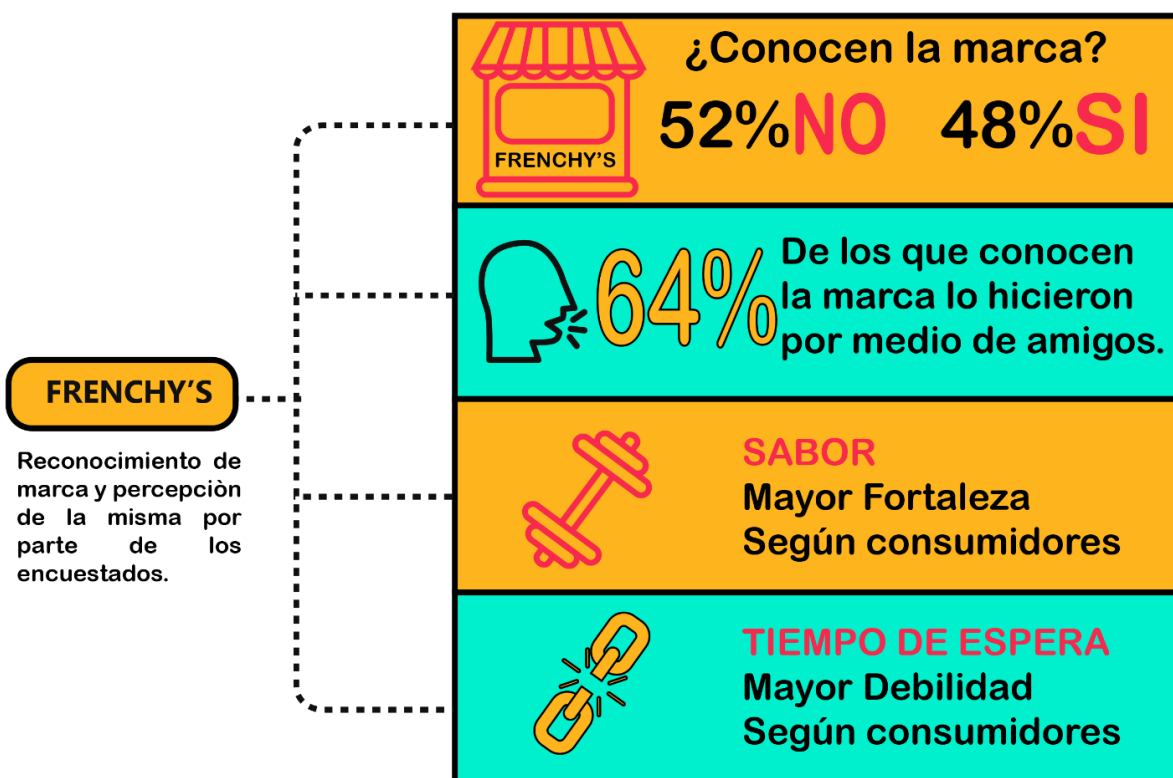 ¿Conocen la marca?
52%NO 48%SI
FRENCHY'S
64%
De los que conocen
la marca lo hicieron
por medio de amigos.
FRENCHY'S
Reconocimiento de
marca y percepciòn
de la misma por
parte de los
encuestados.
SABOR
Mayor Fortaleza
Según consumidores
TIEMPO DE ESPERA
Mayor Debilidad
Según consumidores